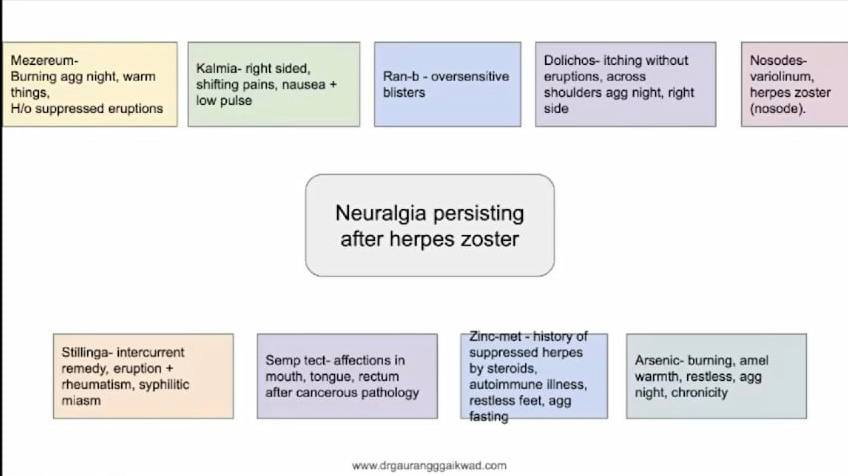 Mezereum-
Burning agg night, warm
things,
H/o suppressed eruptions
Kalmia- right sided,
shifting pains, nausea +
low pulse
Ran-b - oversensitive
blisters
Dolichos- itching without
eruptions, across
shoulders agg night, right
side
Nosodes-
variolinum,
herpes zoster
(nosode).
Neuralgia persisting
after herpes zoster
Stillinga- intercurrent
remedy, eruption +
rheumatism, syphilitic
miasm
Semp tect- affections in
mouth, tongue, rectum
after cancerous pathology
Zinc-met - history of
suppressed herpes
by steroids,
autoimmune illness,
restless feet, agg
fasting
Arsenic- burning, amel
warmth, restless, agg
night, chronicity
www.drgaurangggaikwad.com